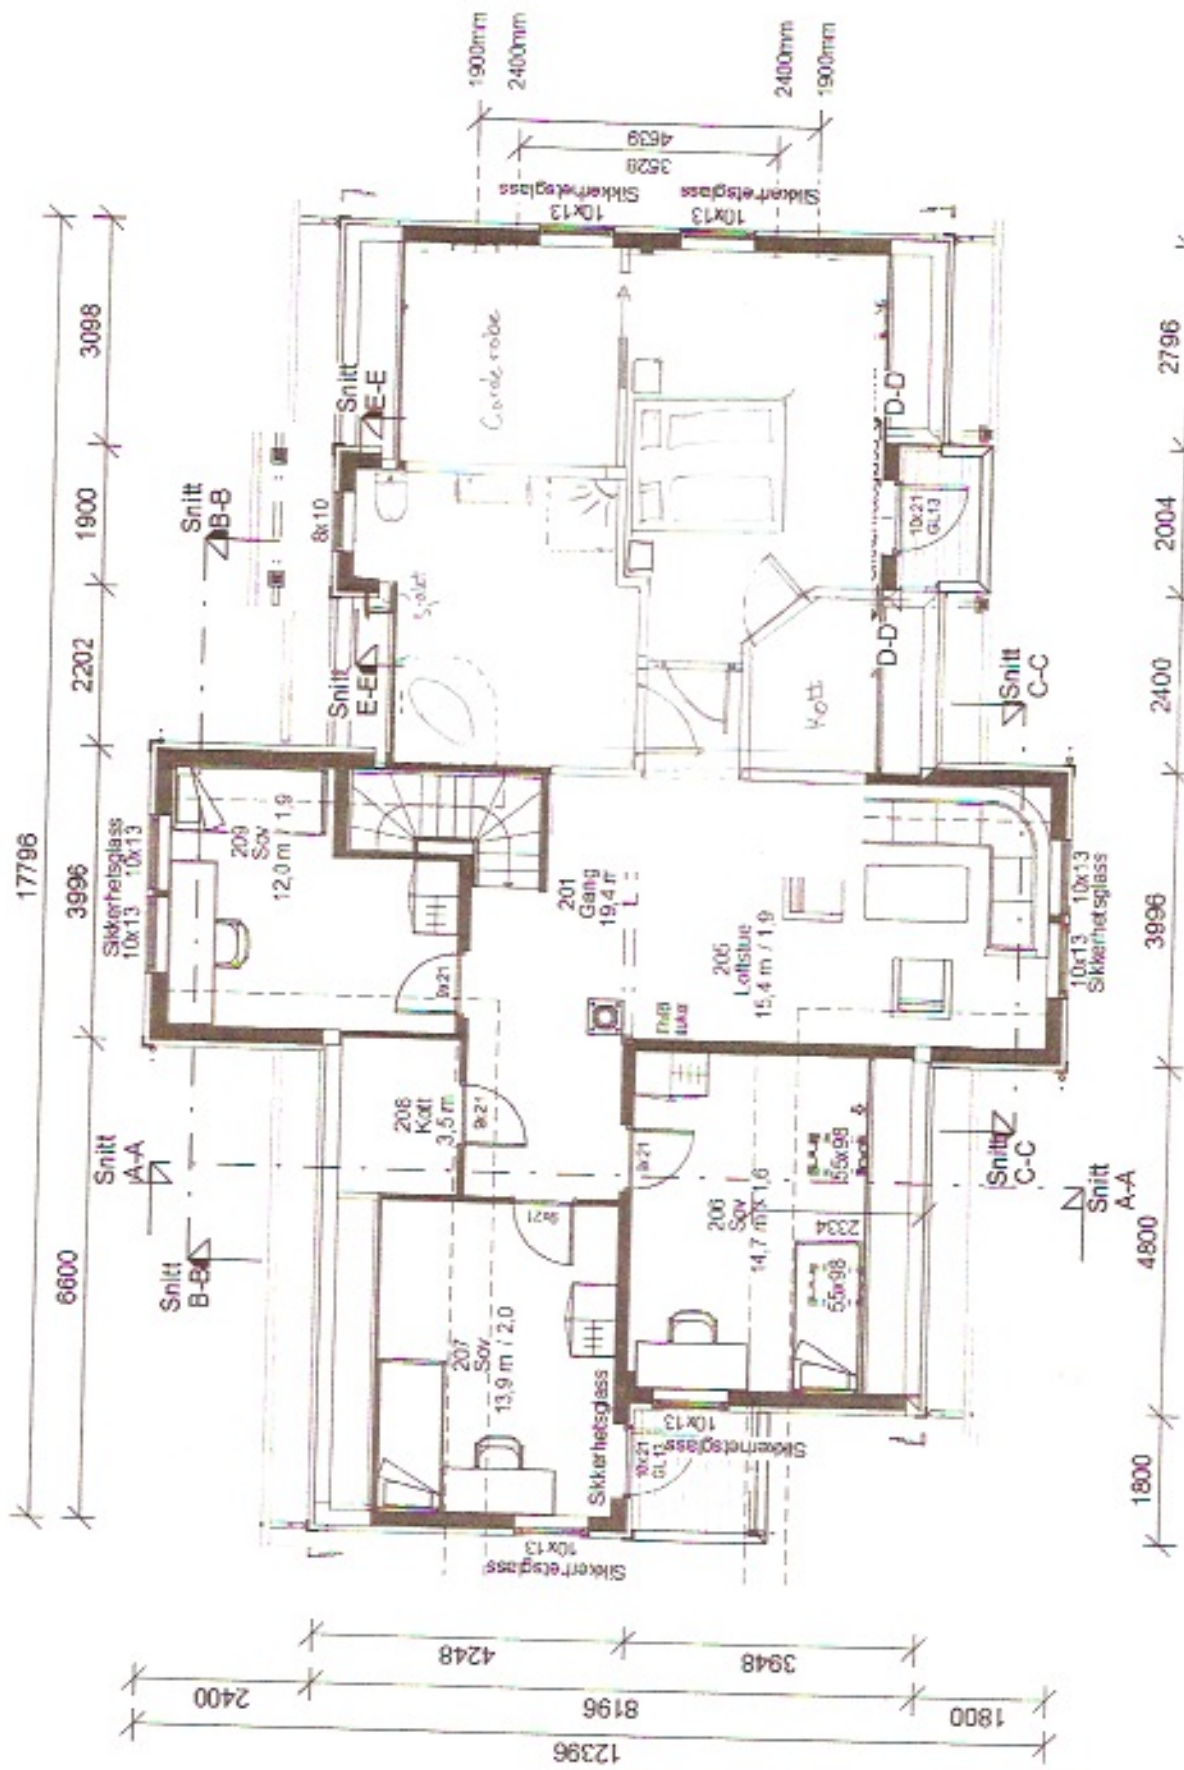 17796
6600
3996
2202
1900
3098
Snitt
A-A
Snitt
B-B
Snitt
B-B
Snitt
E-E
Snitt
E-E
8x10
Sikkerhetsglass
10x13
10x13
209
Sov
12,0 m / 1,9
9x21
208
Kott
3,5 m
9x21
207
Sov
13,9 m / 2,0
9x21
Sikkerhetsglass
10x13
Sikkerhetsglass
10x21
GL13
10x13
Sikkerhetsglass
206
Sov
14,7 m / 1,6
9x21
2334
55x98
55x98
201
Gang
19,4 m
205
Loftstue
15,4 m / 1,9
luke
10x13
10x13
Sikkerhetsglass
Garderobe
Kott
D-D
D-D
10x21
GL13
10x13
Sikkerhetsglass
10x13
Sikkerhetsglass
3528
4639
1900mm
2400mm
2400mm
1900mm
Snitt
C-C
Snitt
C-C
Snitt
A-A
1800
4800
3996
2400
2004
2796
2400
4248
3948
8196
1800
12396